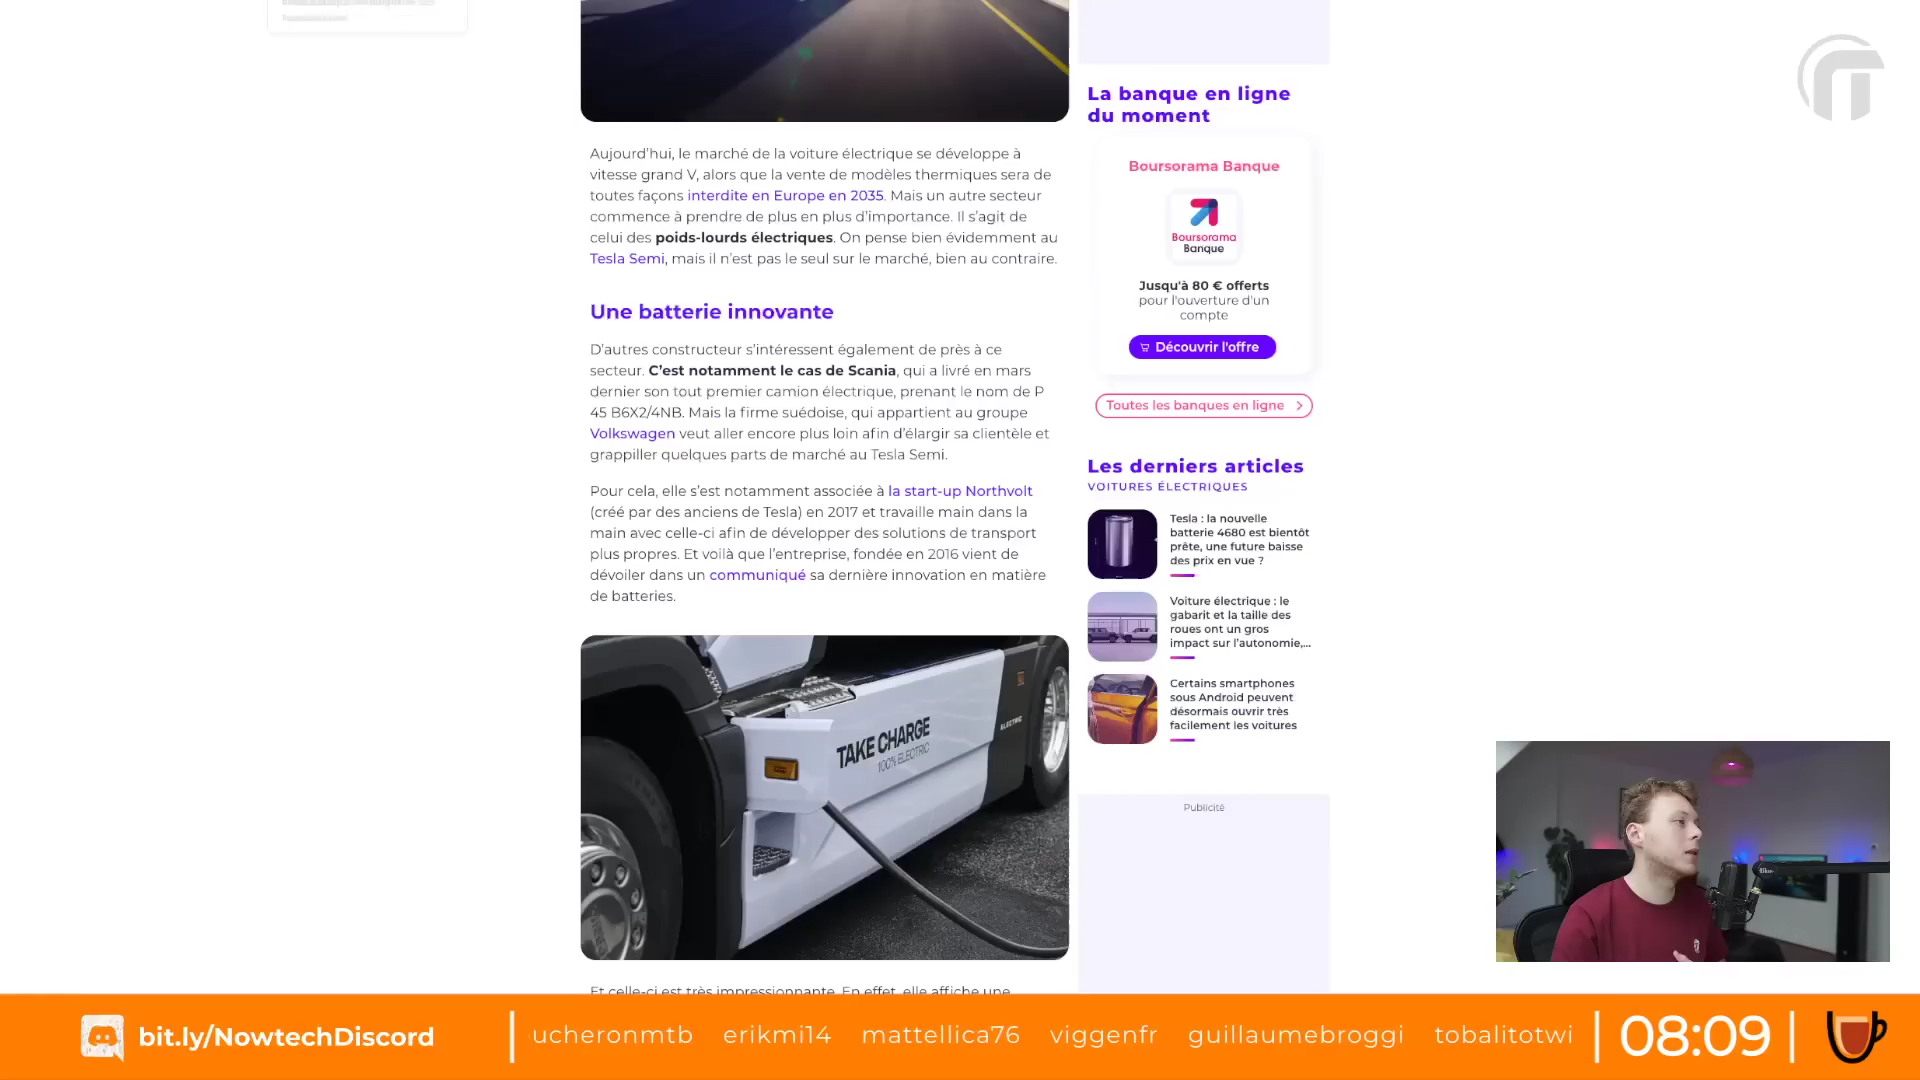 La banque en ligne
du moment
Aujourd'hui, le marché de la voiture électrique se développe à
vitesse grand V, alors que la vente de modèles thermiques sera de
toutes façons interdite en Europe en 2035. Mais un autre secteur
commence à prendre de plus en plus d'importance. Il s'agit de
celui des poids-lourds électriques. On pense bien évidemment au
Tesla Semi, mais il n'est pas le seul sur le marché, bien au contraire.
Une batterie innovante
D'autres constructeur s'intéressent également de près à ce
secteur. C'est notamment le cas de Scania, qui a livré en mars
dernier son tout premier camion électrique, prenant le nom de P
45 B6X2/4NB. Mais la firme suédoise, qui appartient au groupe
Volkswagen veut aller encore plus loin afin d'élargir sa clientèle et
grappiller quelques parts de marché au Tesla Semi.
Pour cela, elle s'est notamment associée à la start-up Northvolt
(créé par des anciens de Tesla) en 2017 et travaille main dans la
main avec celle-ci afin de développer des solutions de transport
plus propres. Et voilà que l'entreprise, fondée en 2016 vient de
dévoiler dans un communiqué sa dernière innovation en matière
de batteries.
TAKE CHARGE
100% ELECTRIC
ELECTRIC
Et celle-ci est très impressionnante. En effet, elle affiche une
Boursorama Banque
Boursorama
Banque
Jusqu'à 80 € offerts
pour l'ouverture d'un
compte
Découvrir l'offre
Toutes les banques en ligne
Les derniers articles
VOITURES ÉLECTRIQUES
Tesla : la nouvelle
batterie 4680 est bientôt
prête, une future baisse
des prix en vue ?
Voiture électrique : le
gabarit et la taille des
roues ont un gros
impact sur l'autonomie,...
Certains smartphones
sous Android peuvent
désormais ouvrir très
facilement les voitures
Publicité
bit.ly/NowtechDiscord
ucheronmtb erikmi14 mattellica76 viggenfr guillaumebroggi tobalitotwi
08:09